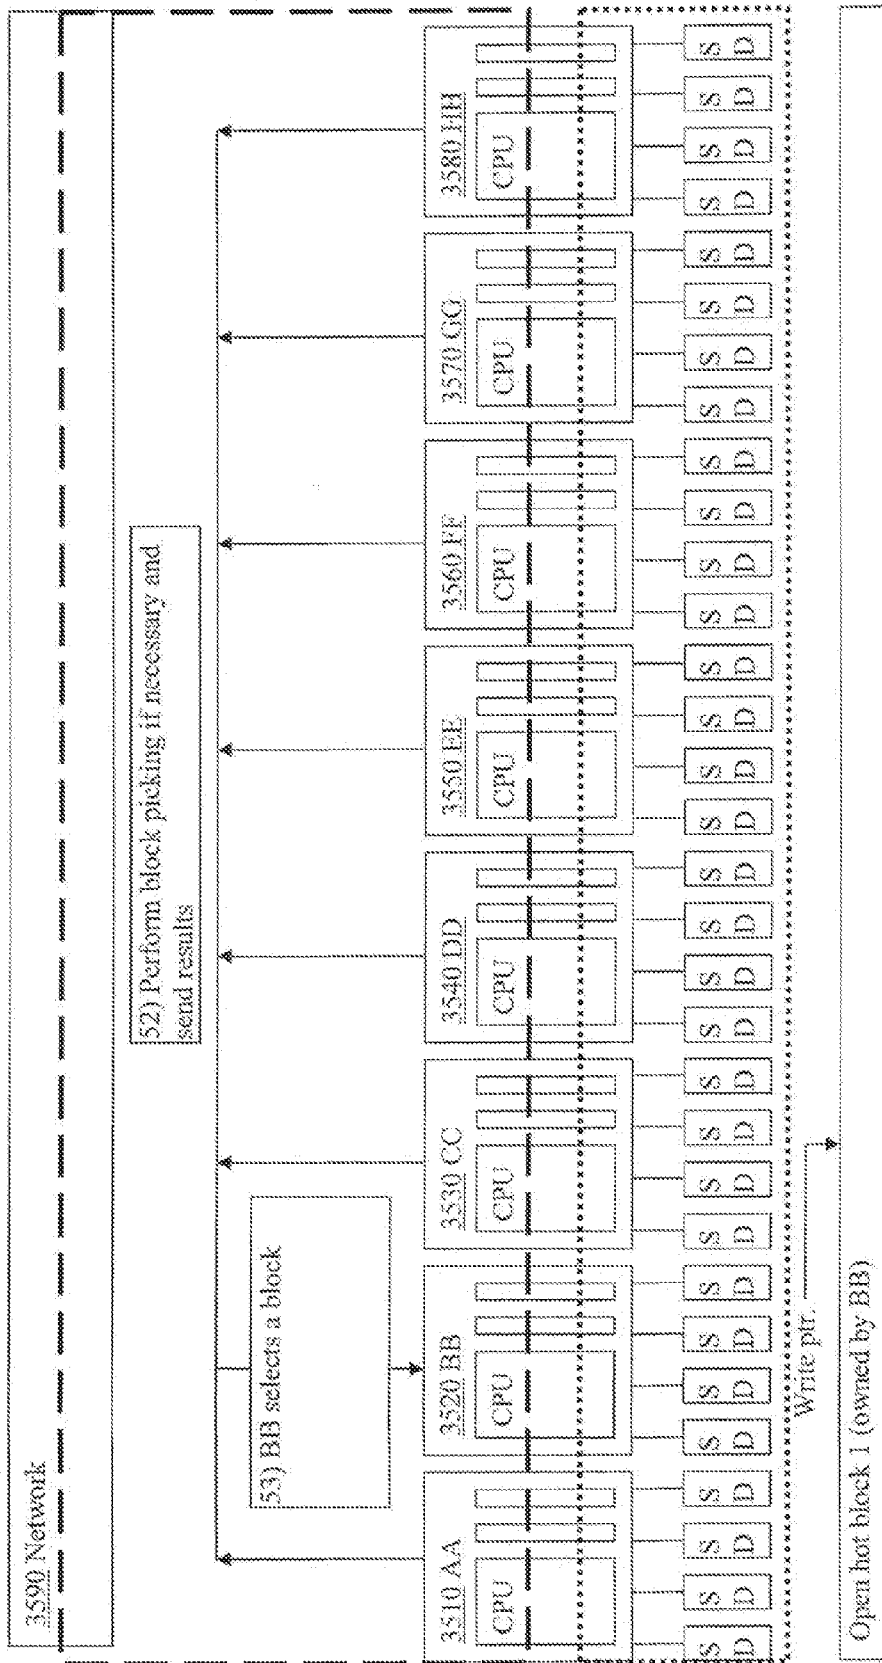 3590 Network
52) Perform block picking if necessary and
send results
53) BB selects a block
3510 AA
CPU
3520 BB
CPU
3530 CC
CPU
3540 DD
CPU
3550 EE
CPU
3560 FF
CPU
3570 GG
CPU
3580 HH
CPU
S S S S S S S S S S S S S S S S S S S S S S S S S S S S S S S S
D D D D D D D D D D D D D D D D D D D D D D D D D D D D D D D D
Write ptr.
Open hot block 1 (owned by BB)